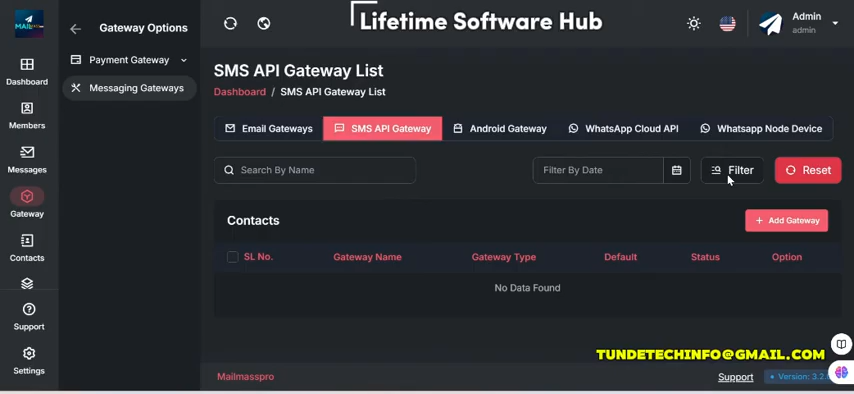 Lifetime Software Hub
Gateway Options
Admin
admin
Dashboard
Members
Messages
Gateway
Contacts
Support
Settings
Payment Gateway
Messaging Gateways
SMS API Gateway List
Dashboard / SMS API Gateway List
Email Gateways
SMS API Gateway
Android Gateway
WhatsApp Cloud API
Whatsapp Node Device
Search By Name
Filter By Date
Filter
Reset
Contacts
+ Add Gateway
SL No. Gateway Name Gateway Type Default Status Option
No Data Found
TUNDETECHINFO@GMAIL.COM
Mailmasspro
Support
Version: 3.2.